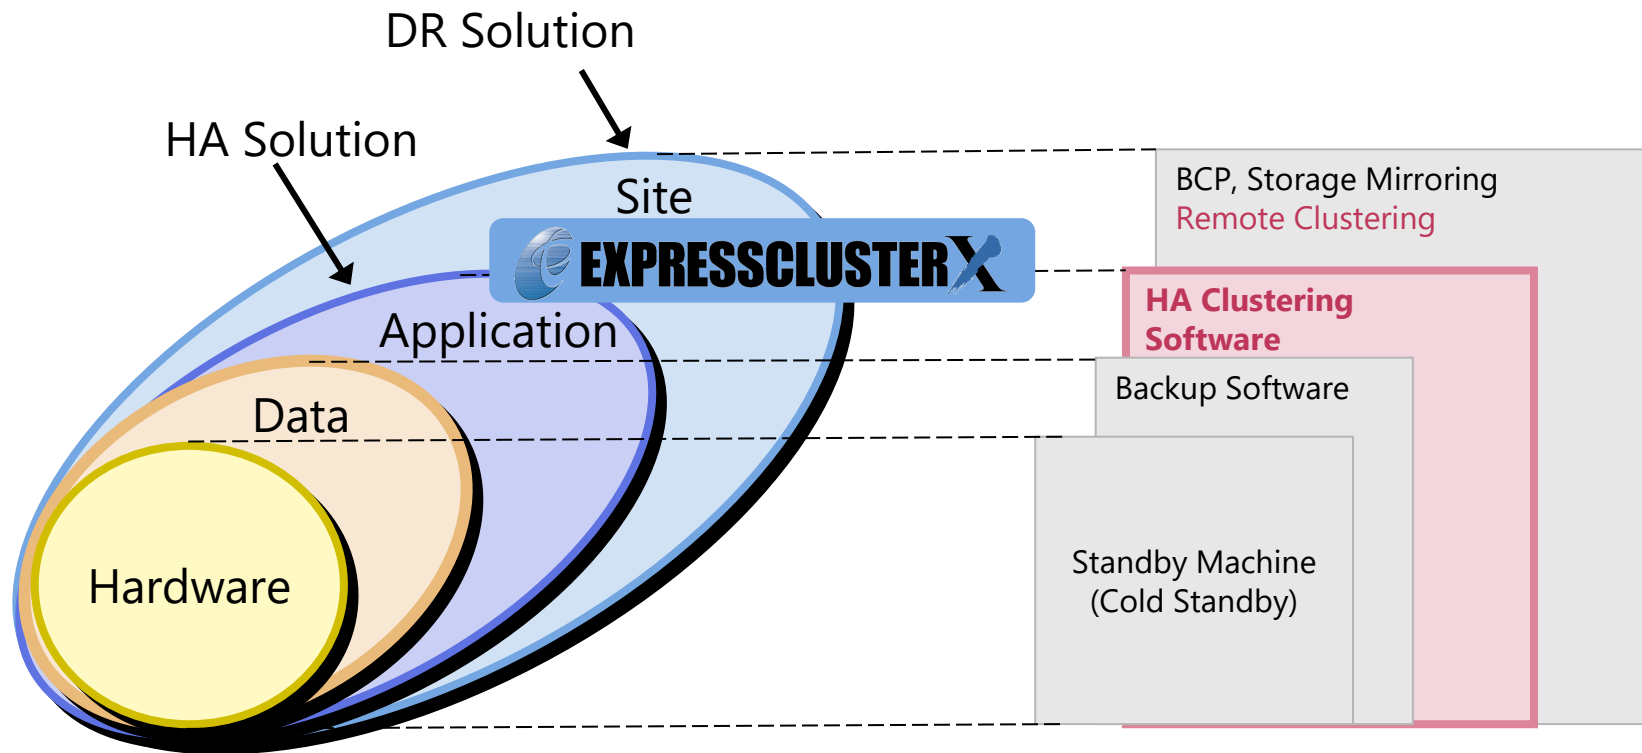 DR Solution
HA Solution
Site
EXPRESSCLUSTER X
Application
Data
Hardware
BCP, Storage Mirroring
Remote Clustering
HA Clustering
Software
Backup Software
Standby Machine
(Cold Standby)